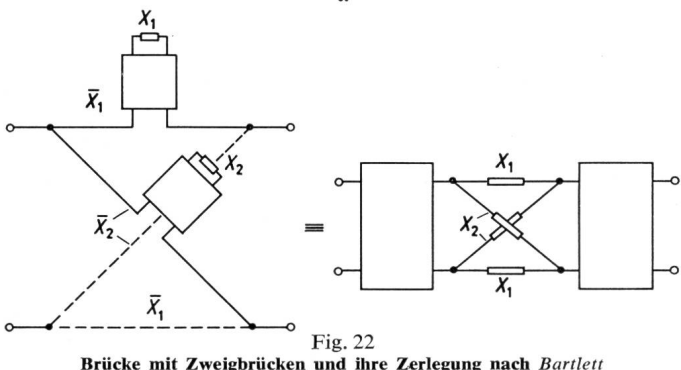 X₁
X̄₁
X₂
X̄₂
X̄₁
≡
X₁
X₂
X₁
Fig. 22
Brücke mit Zweigbrücken und ihre Zerlegung nach Bartlett